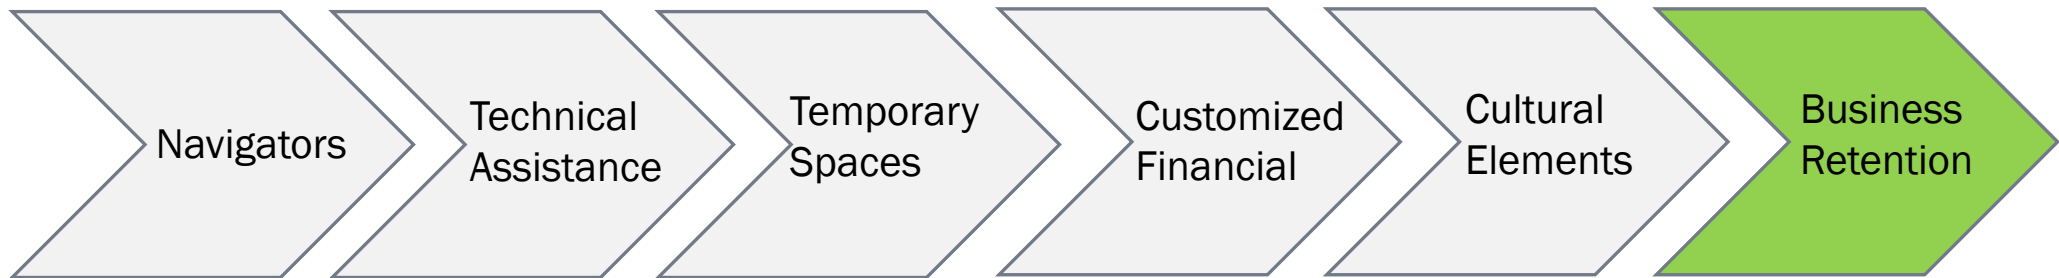 Navigators
Technical
Assistance
Temporary
Spaces
Customized
Financial
Cultural
Elements
Business
Retention